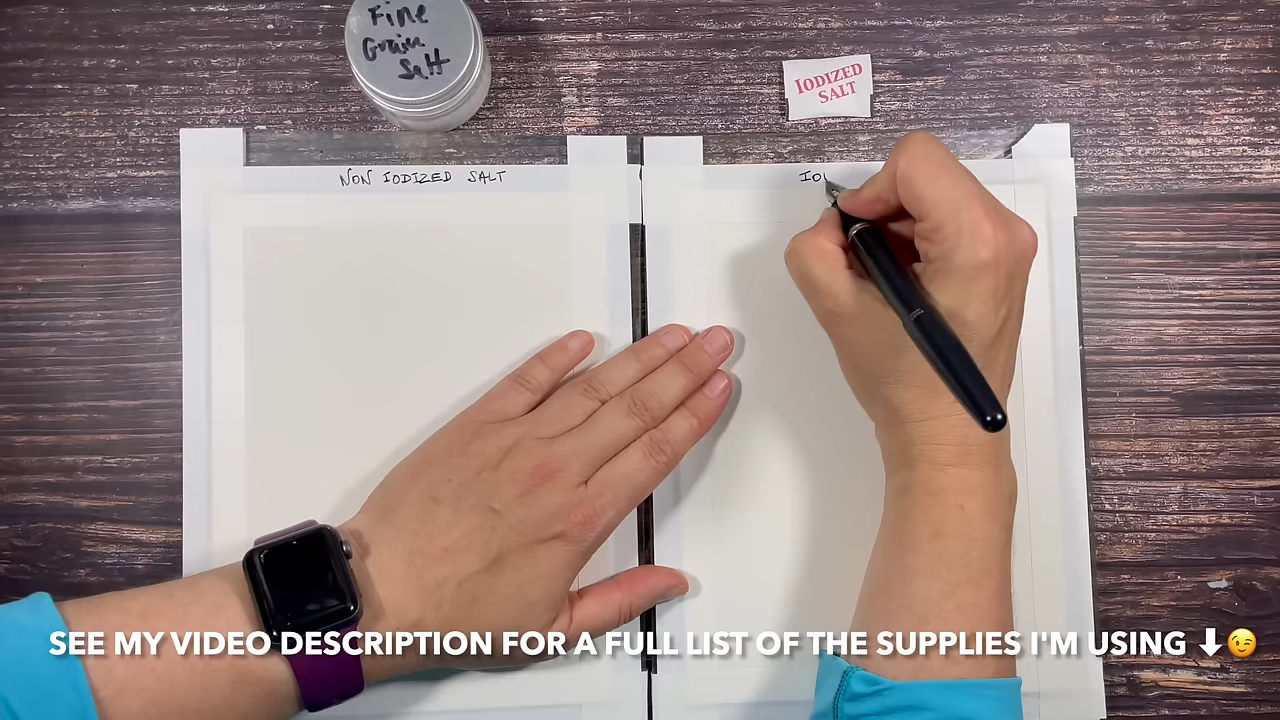 Fine
Grain
Salt
IODIZED
SALT
NON IODIZED SALT
IOD
SEE MY VIDEO DESCRIPTION FOR A FULL LIST OF THE SUPPLIES I'M USING ⬇😉